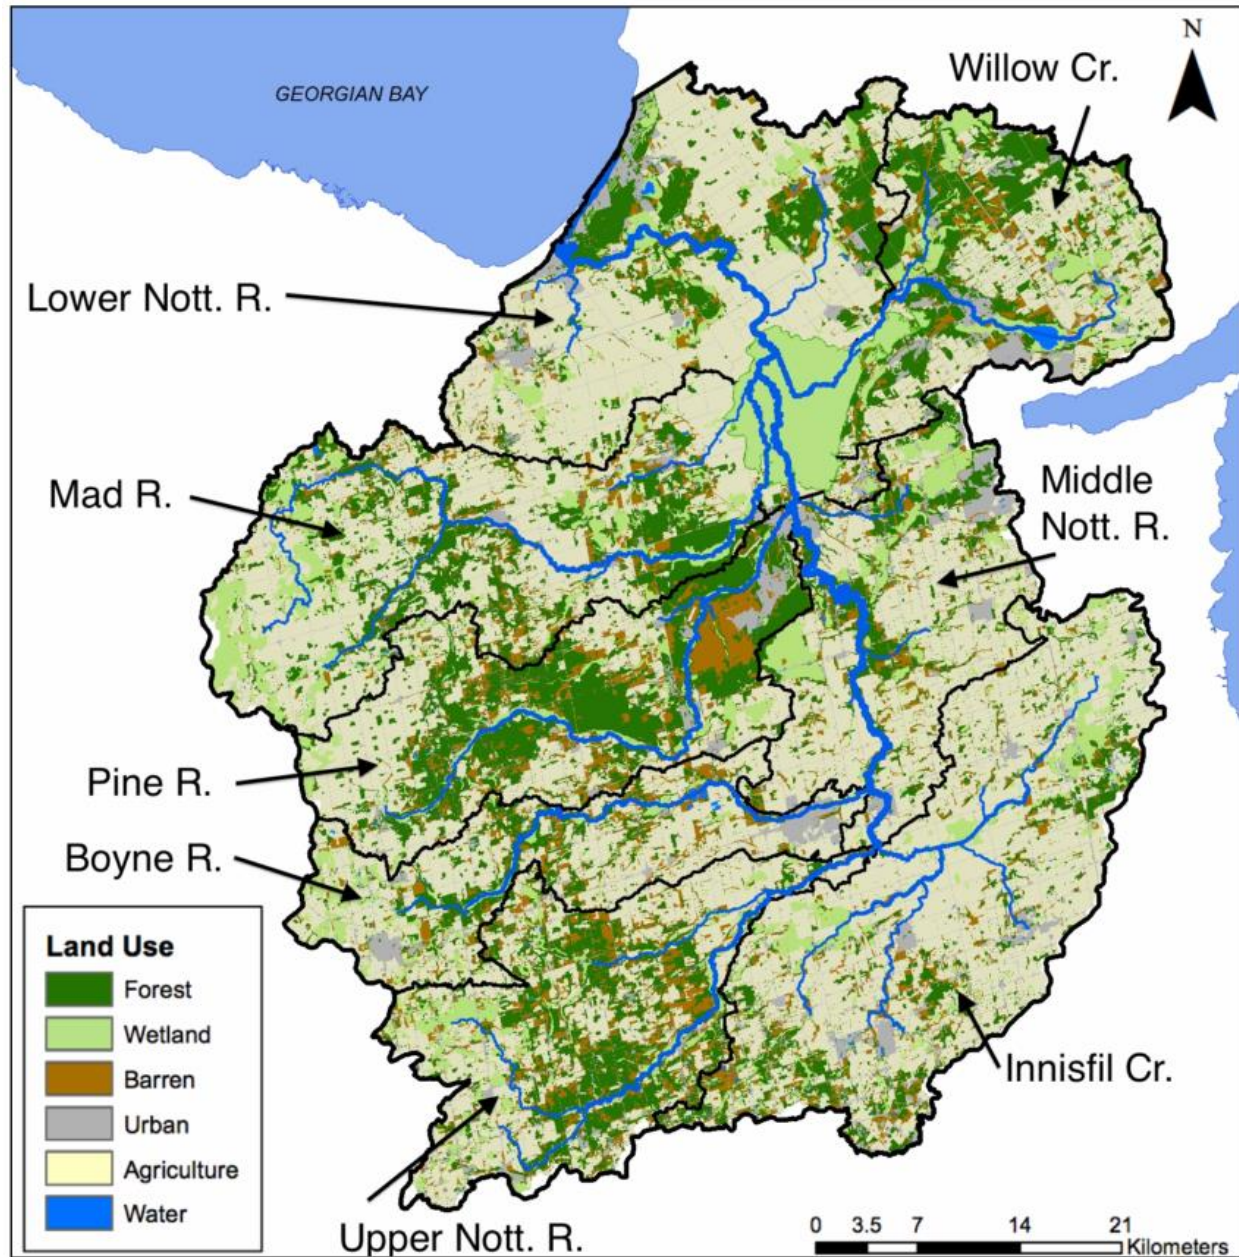 N
Willow Cr.
GEORGIAN BAY
Lower Nott. R.
Mad R.
Middle
Nott. R.
Pine R.
Boyne R.
Land Use
Forest
Wetland
Barren
Urban
Agriculture
Water
Innisfil Cr.
Upper Nott. R.
0 3.5 7 14 21
Kilometers